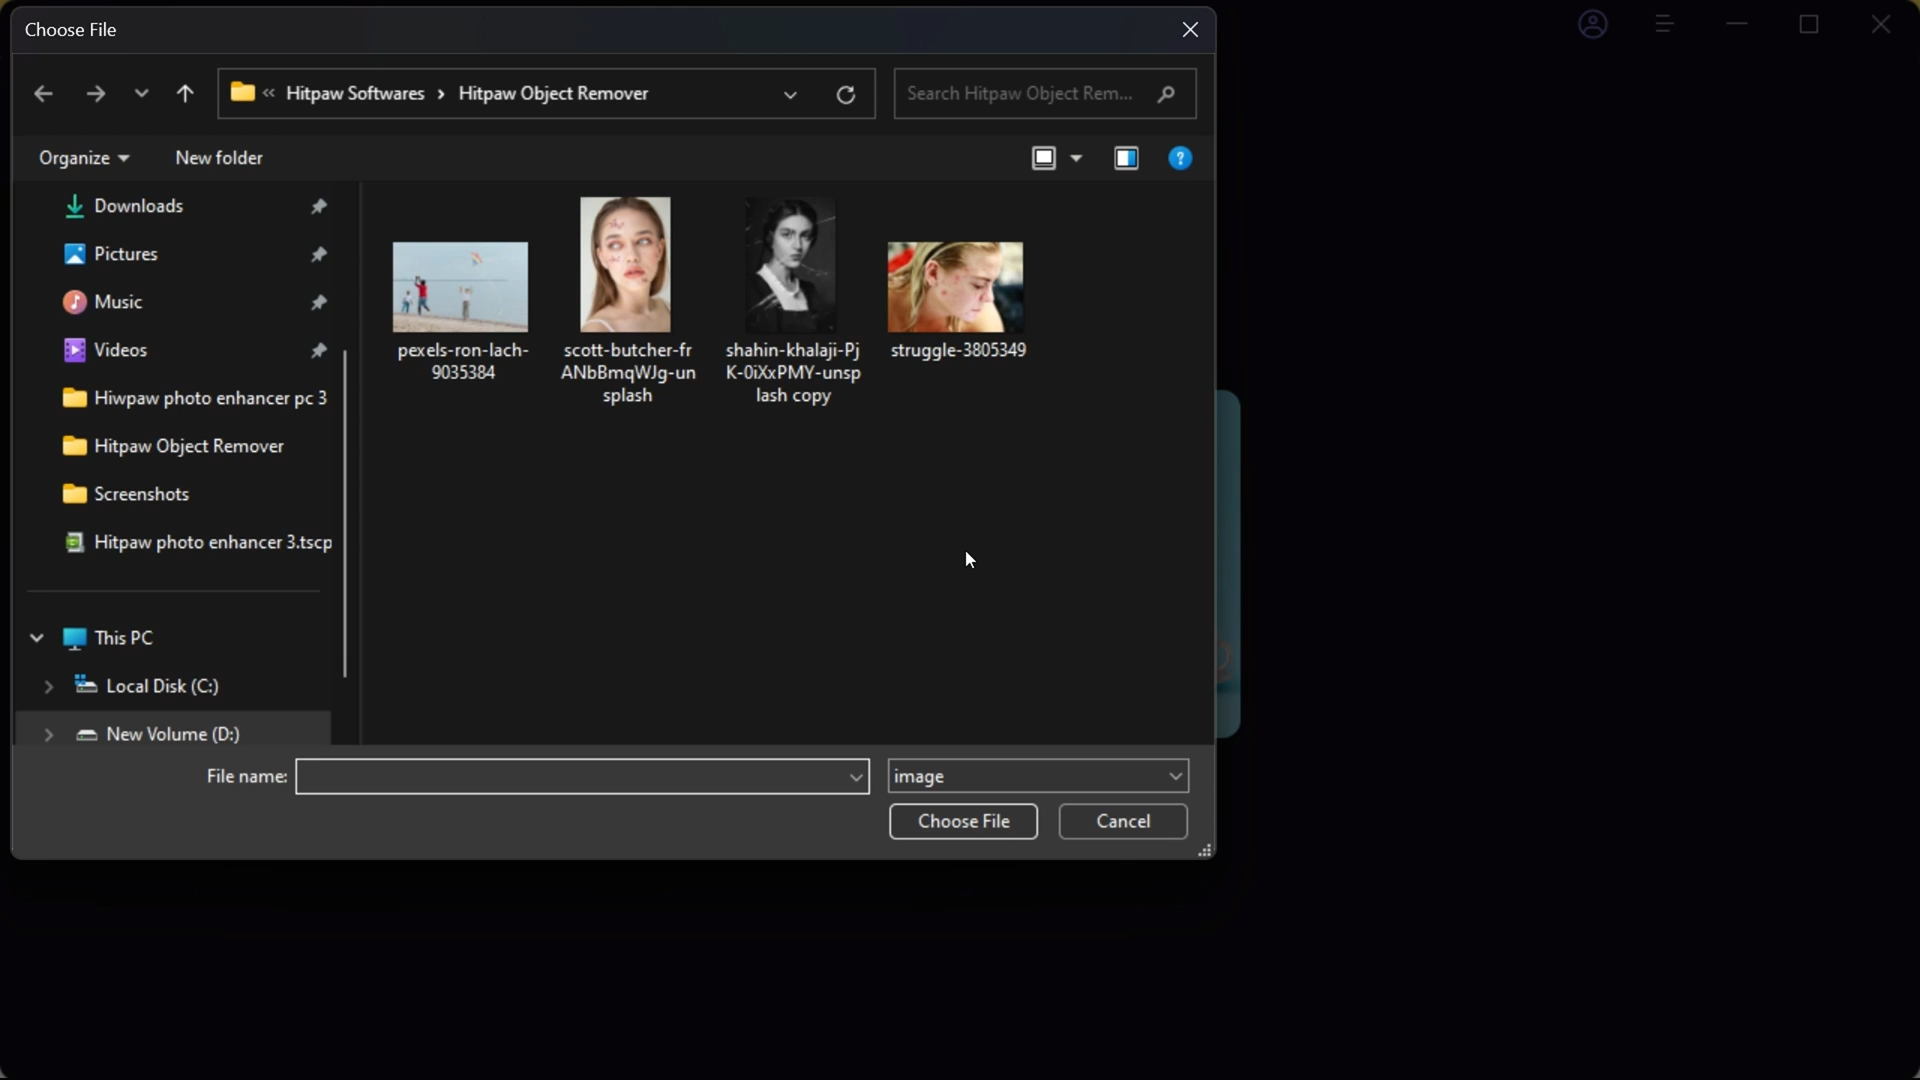 Choose File
« Hitpaw Softwares › Hitpaw Object Remover
Search Hitpaw Object Rem...
Organize
New folder
Downloads
Pictures
Music
Videos
Hiwpaw photo enhancer pc 3
Hitpaw Object Remover
Screenshots
Hitpaw photo enhancer 3.tscp
This PC
Local Disk (C:)
New Volume (D:)
pexels-ron-lach-
9035384
scott-butcher-fr
ANbBmqWJg-un
splash
shahin-khalaji-Pj
K-0iXxPMY-unsp
lash copy
struggle-3805349
File name:
image
Choose File
Cancel